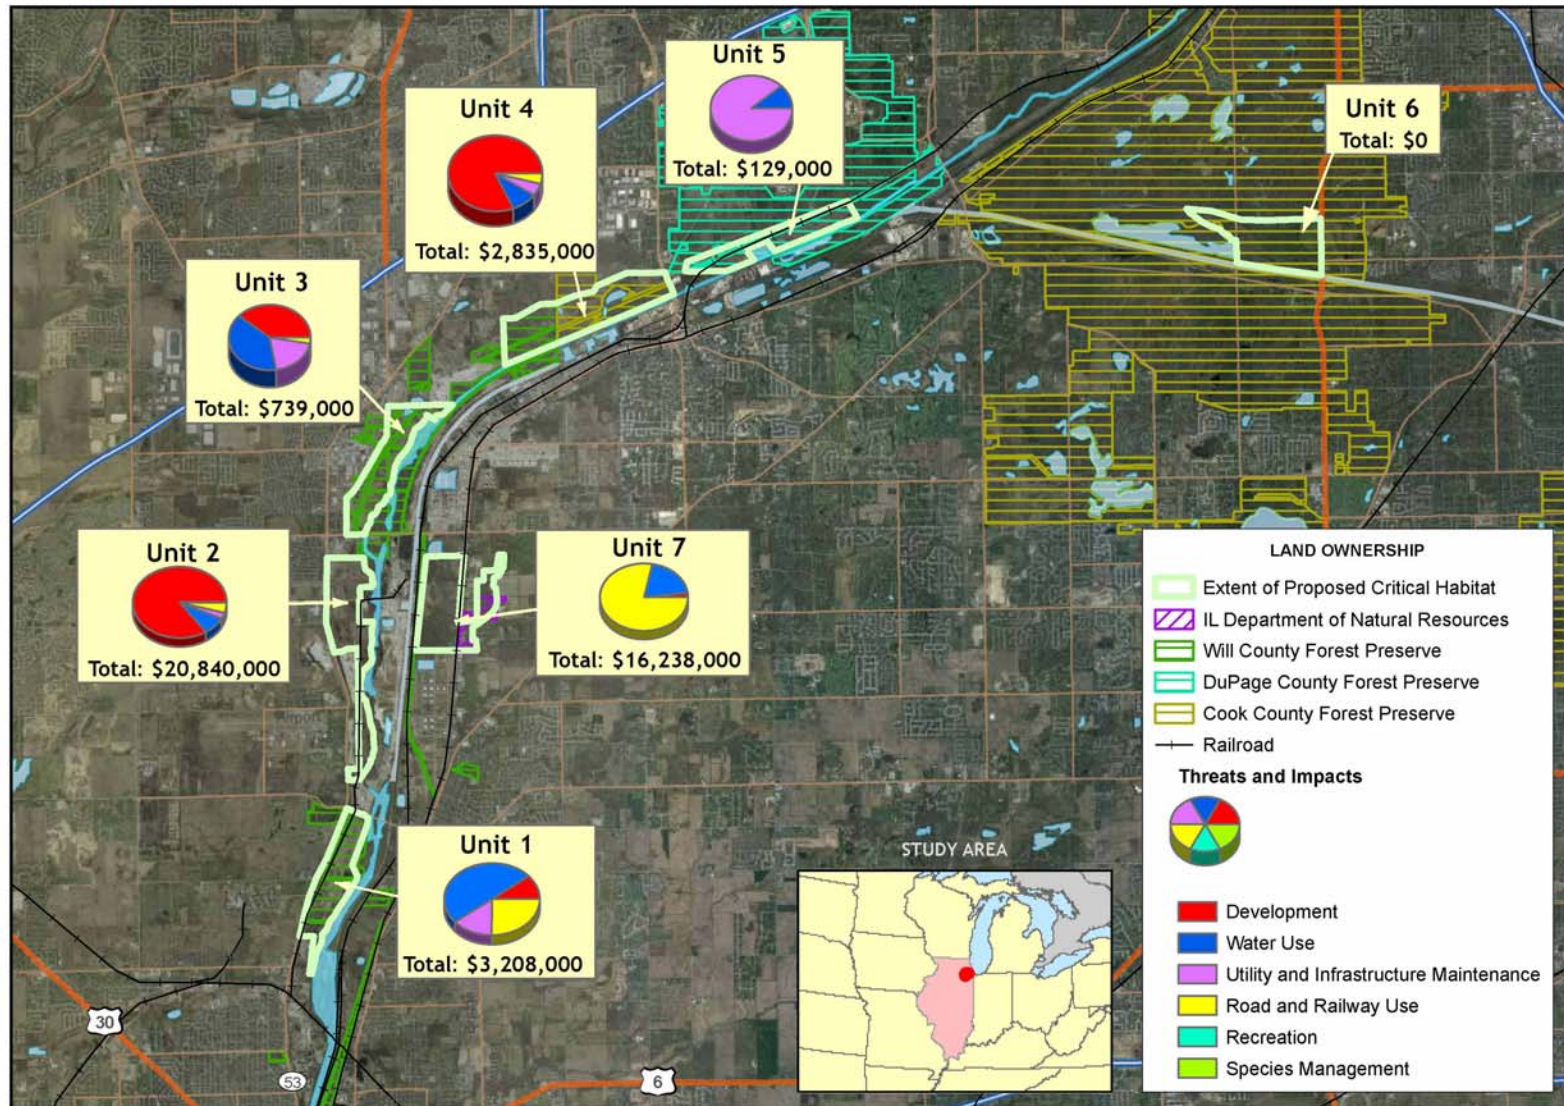 Unit 5
Total: $129,000
Unit 4
Total: $2,835,000
Unit 6
Total: $0
Unit 3
Total: $739,000
Unit 2
Total: $20,840,000
Unit 7
Total: $16,238,000
Unit 1
Total: $3,208,000
30
53
6
STUDY AREA
LAND OWNERSHIP
Extent of Proposed Critical Habitat
IL Department of Natural Resources
Will County Forest Preserve
DuPage County Forest Preserve
Cook County Forest Preserve
Railroad
Threats and Impacts
Development
Water Use
Utility and Infrastructure Maintenance
Road and Railway Use
Recreation
Species Management